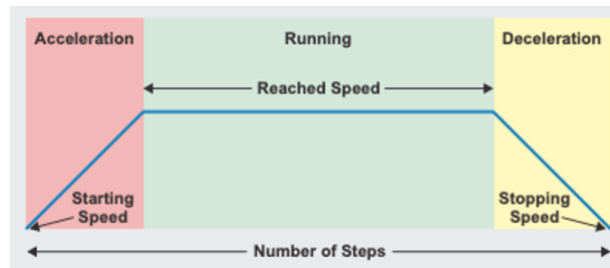 Acceleration
Running
Deceleration
Reached Speed
Starting
Speed
Stopping
Speed
Number of Steps